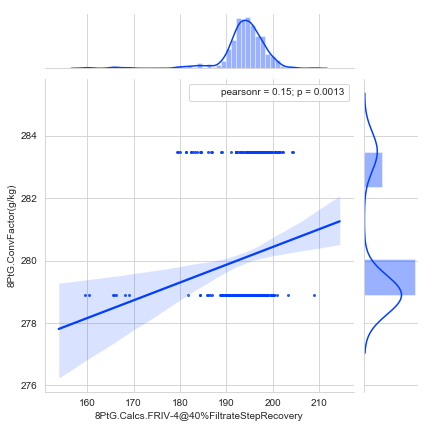 pearsonr = 0.15; p = 0.0013
284
282
280
278
276
8PtG.ConvFactor(g/kg)
160 170 180 190 200 210
8PtG.Calcs.FRIV-4@40%FiltrateStepRecovery